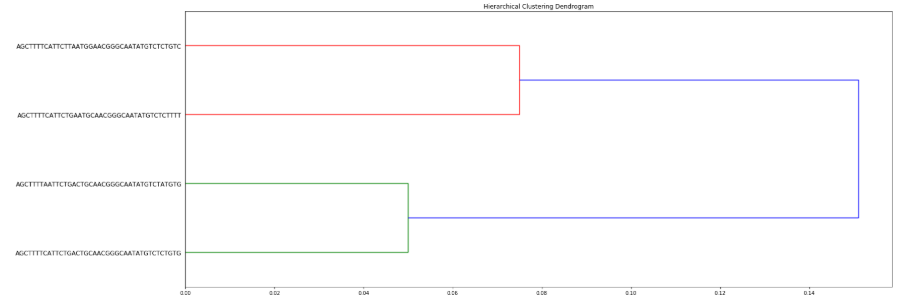 Hierarchical Clustering Dendrogram
AGCTTTTCATTCTTAATGGAACGGGCAATATGTCTCTGTC
AGCTTTTCATTCTGAATGCAACGGGCAATATGTCTCTTTT
AGCTTTTAATTCTGACTGCAACGGGCAATATGTCTATGTG
AGCTTTTCATTCTGACTGCAACGGGCAATATGTCTCTGTG
0.00 0.02 0.04 0.06 0.08 0.10 0.12 0.14